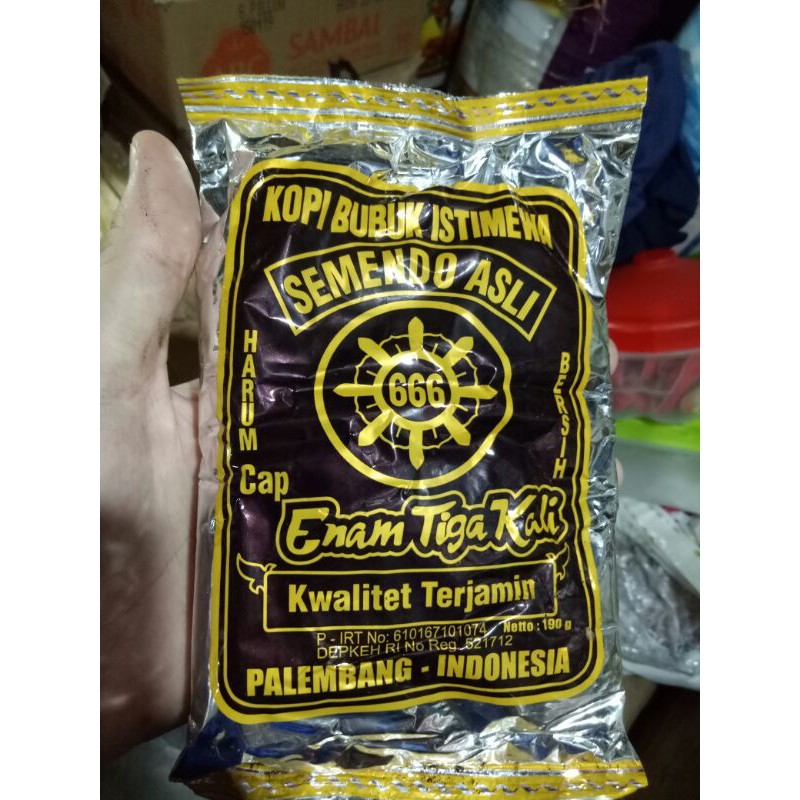 SAMBAL
KOPI BUBUK ISTIMEWA
SEMENDO ASLI
HARUM
666
BERSIH
Cap
Enam Tiga Kali
Kwalitet Terjamin
P - IRT No: 610167101074 Netto : 190 g
DEPKEH RI No Reg. 521712
PALEMBANG - INDONESIA